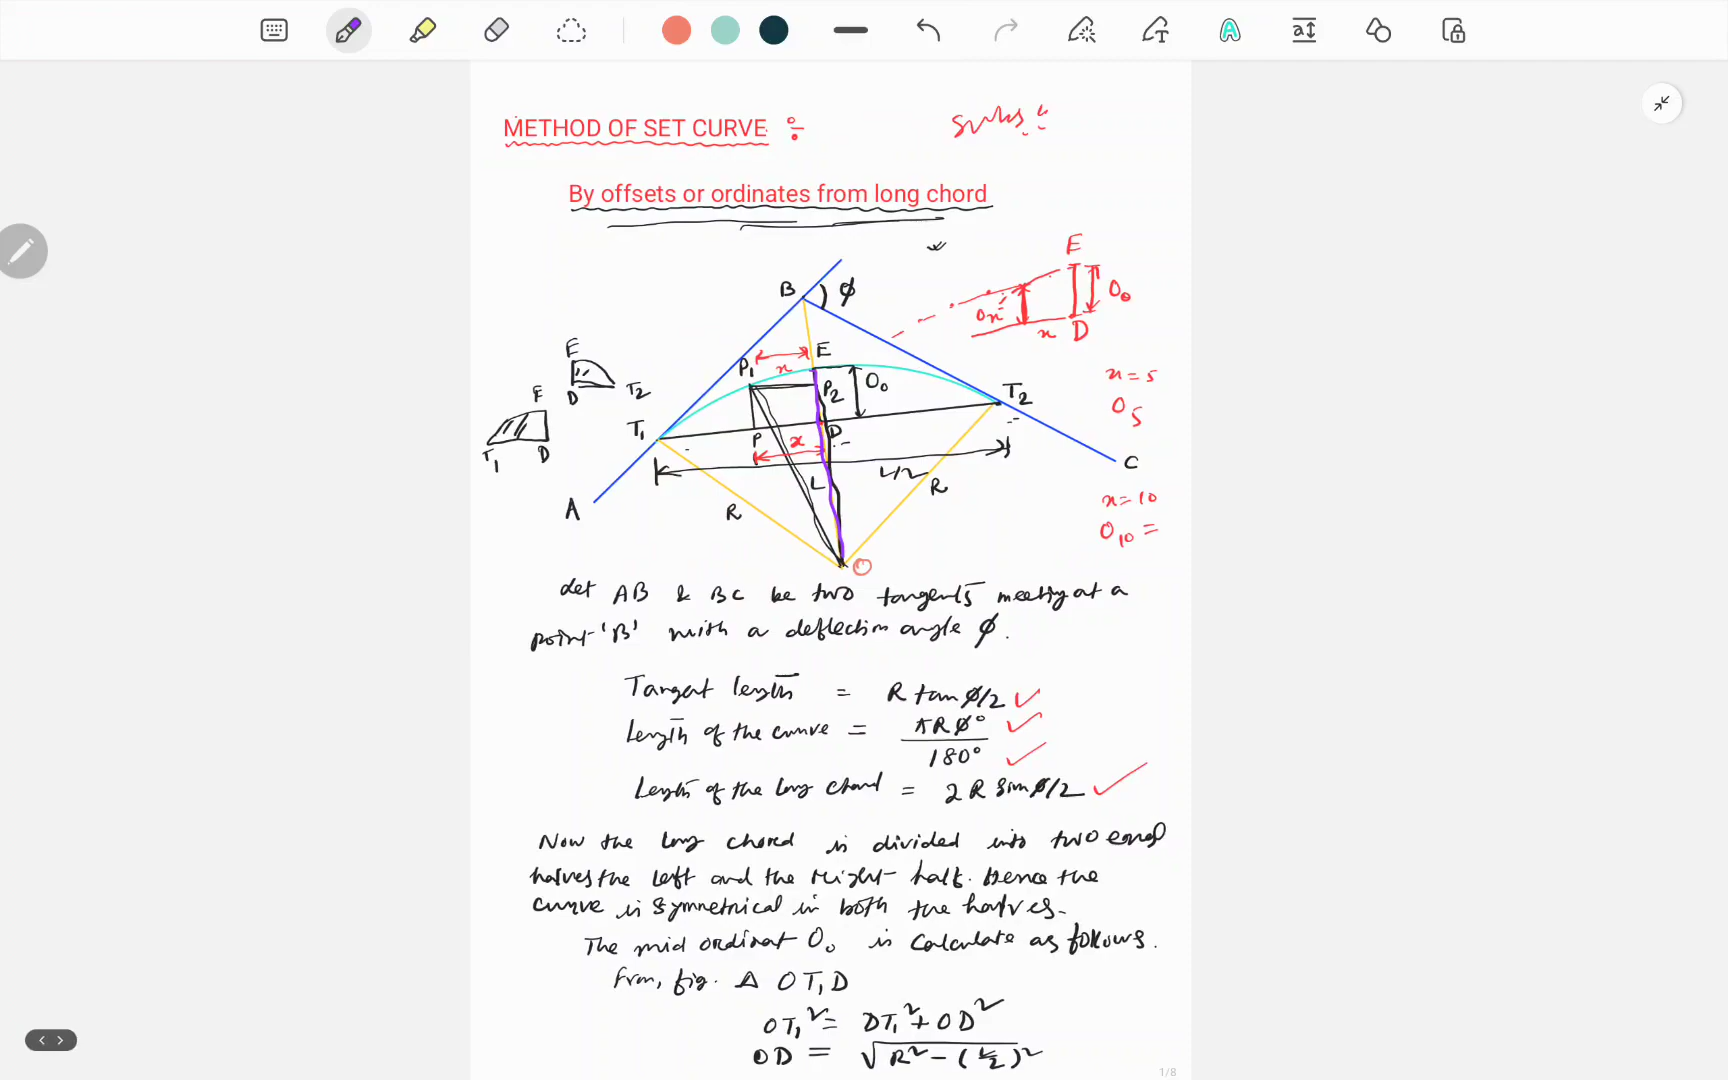 METHOD OF SET CURVE :
By offsets or ordinates from long chord
E
O₀
Ox
x D
B φ
E
D T₂
E
T₁ D
P₁ x E
P₂ O₀
T₁ P x D T₂
x = 5
O₅
A R L L/2 R C
x = 10
O₁₀ =
O
Let AB & BC be two tangents meeting at a
point 'B' with a deflection angle φ.
Tangent length = R tan φ/2
Length of the curve = πRφ°
180°
Length of the long chord = 2 R sin φ/2
Now the long chord is divided into two equal
halves the left and the right half. Hence the
curve is symmetrical in both the halves.
The mid ordinat O₀ is calculate as follows.
from, fig. Δ OT₁D
OT₁² = DT₁² + OD²
OD = √R² - (L/2)²
1/8